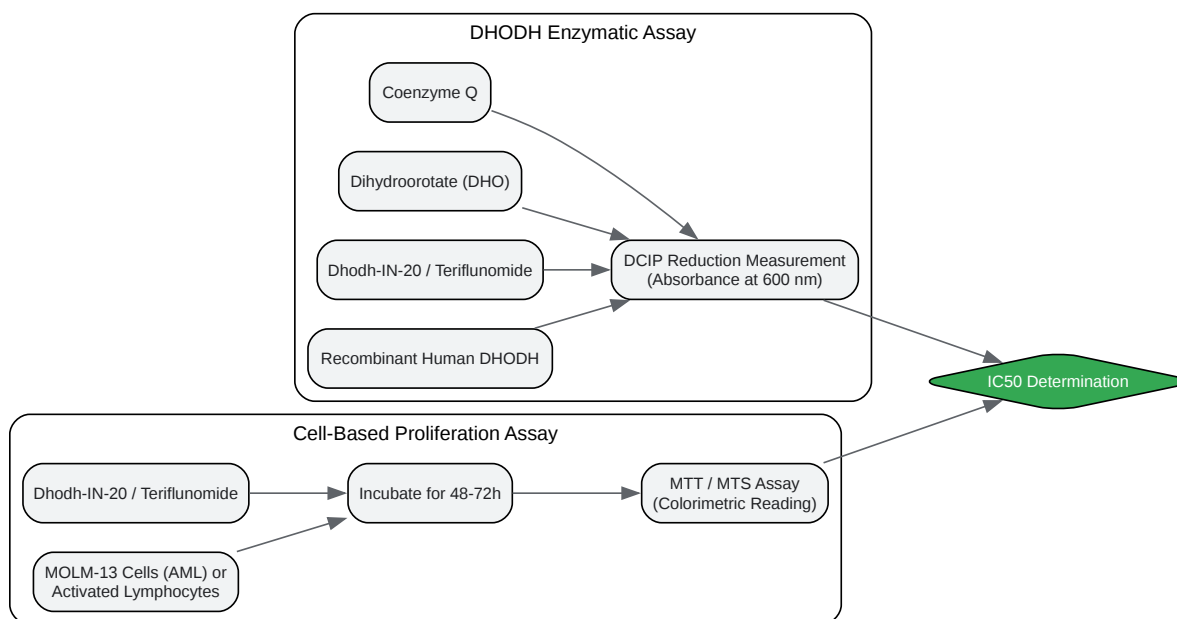 DHODH Enzymatic Assay
Coenzyme Q
Dihydroorotate (DHO)
Dhodh-IN-20 / Teriflunomide
Recombinant Human DHODH
DCIP Reduction Measurement
(Absorbance at 600 nm)
IC50 Determination
Cell-Based Proliferation Assay
Dhodh-IN-20 / Teriflunomide
MOLM-13 Cells (AML) or
Activated Lymphocytes
Incubate for 48-72h
MTT / MTS Assay
(Colorimetric Reading)